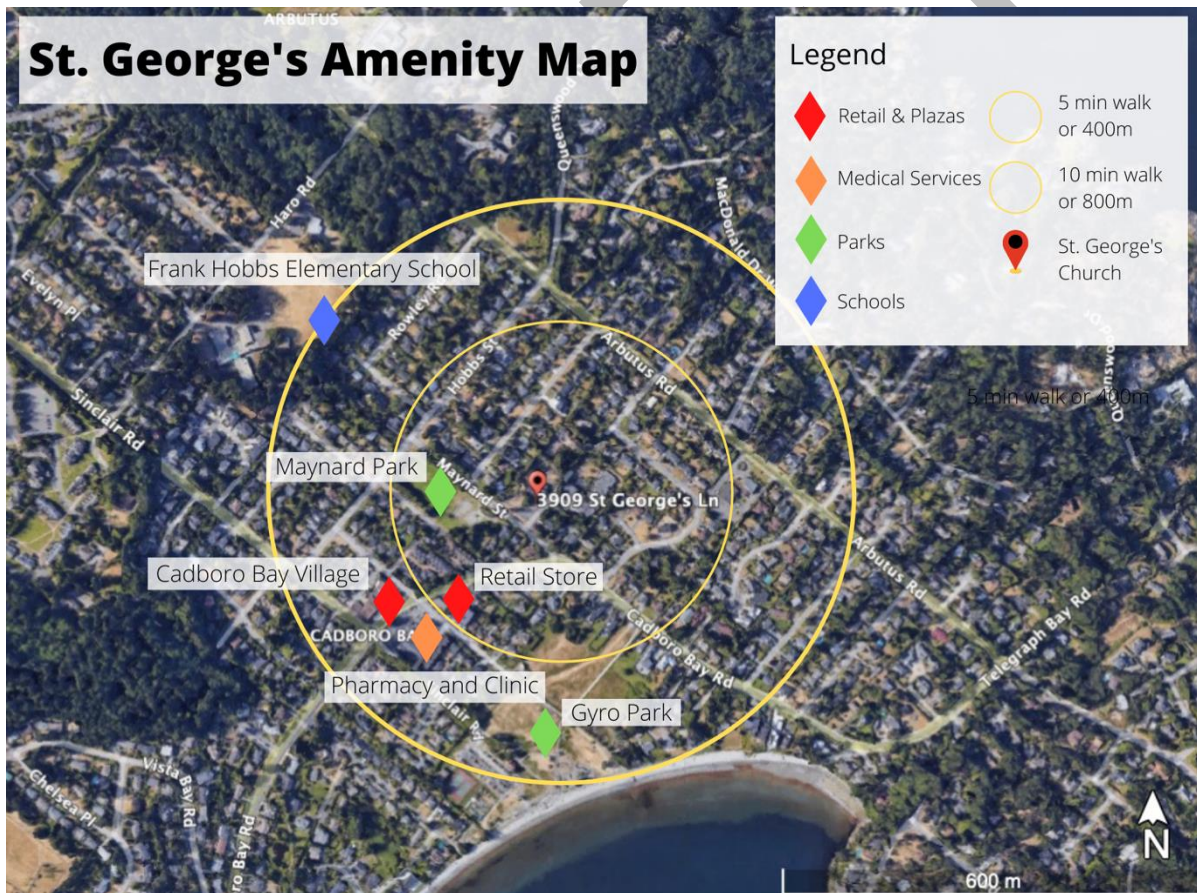 ARBUTUS
St. George's Amenity Map
Legend
Retail & Plazas
Medical Services
Parks
Schools
5 min walk
or 400m
10 min walk
or 800m
St. George's
Church
Queenswood
Haro Rd
MacDonald Dr
Frank Hobbs Elementary School
Evelyn Pl
Rowley Rd
Hobbs St
Arbutus Rd
5 min walk or 400m
Sinclair Rd
Maynard Park
Maynard St
3909 St George's Ln
Arbutus Rd
Cadboro Bay Village
Retail Store
CADBORO BA
Cadboro Bay Rd
Telegraph Bay Rd
Pharmacy and Clinic
Gyro Park
Vista Bay Rd
Chelsea Pl
ro Bay Rd
N
600 m